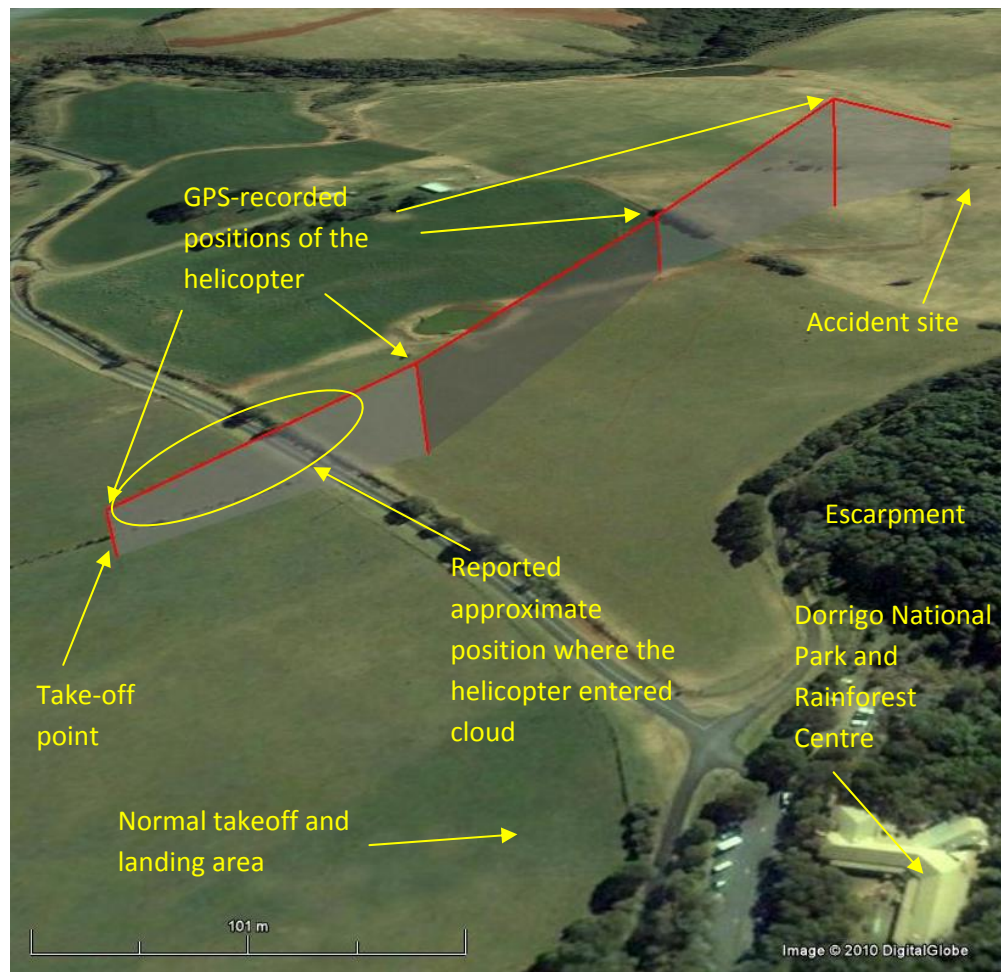 GPS-recorded
positions of the
helicopter
Accident site
Escarpment
Reported
approximate
position where the
helicopter entered
cloud
Dorrigo National
Park and
Rainforest
Centre
Take-off
point
Normal takeoff and
landing area
101 m
Image © 2010 DigitalGlobe